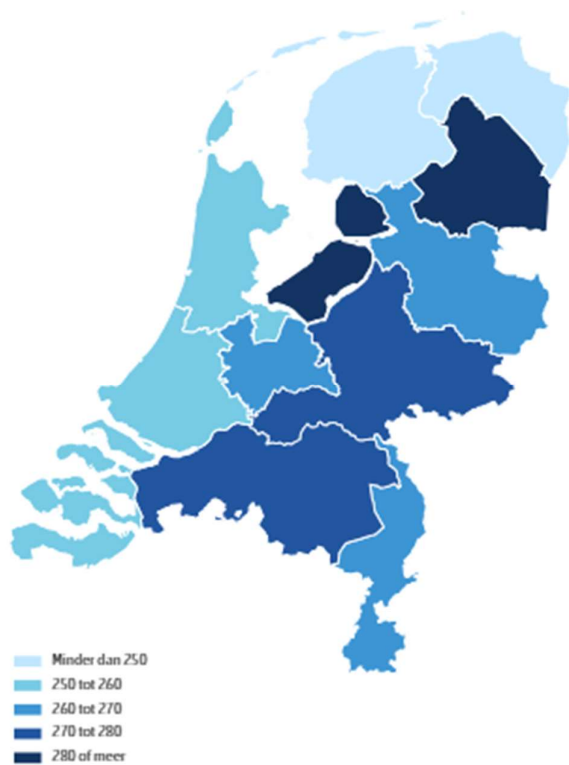 Minder dan 250
250 tot 260
260 tot 270
270 tot 280
280 of meer